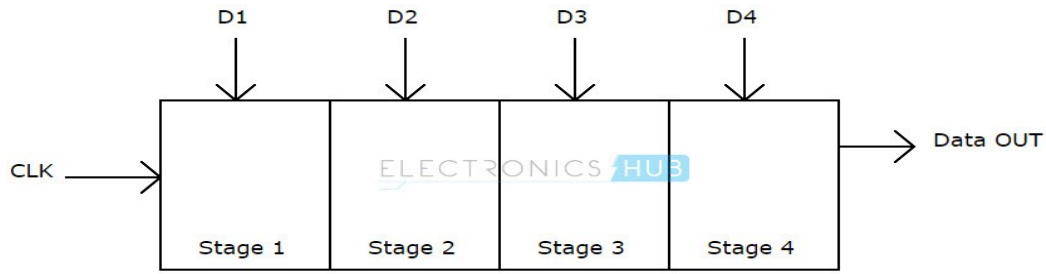 D1 D2 D3 D4
CLK
Data OUT
ELECTRONICS HUB
Stage 1 Stage 2 Stage 3 Stage 4